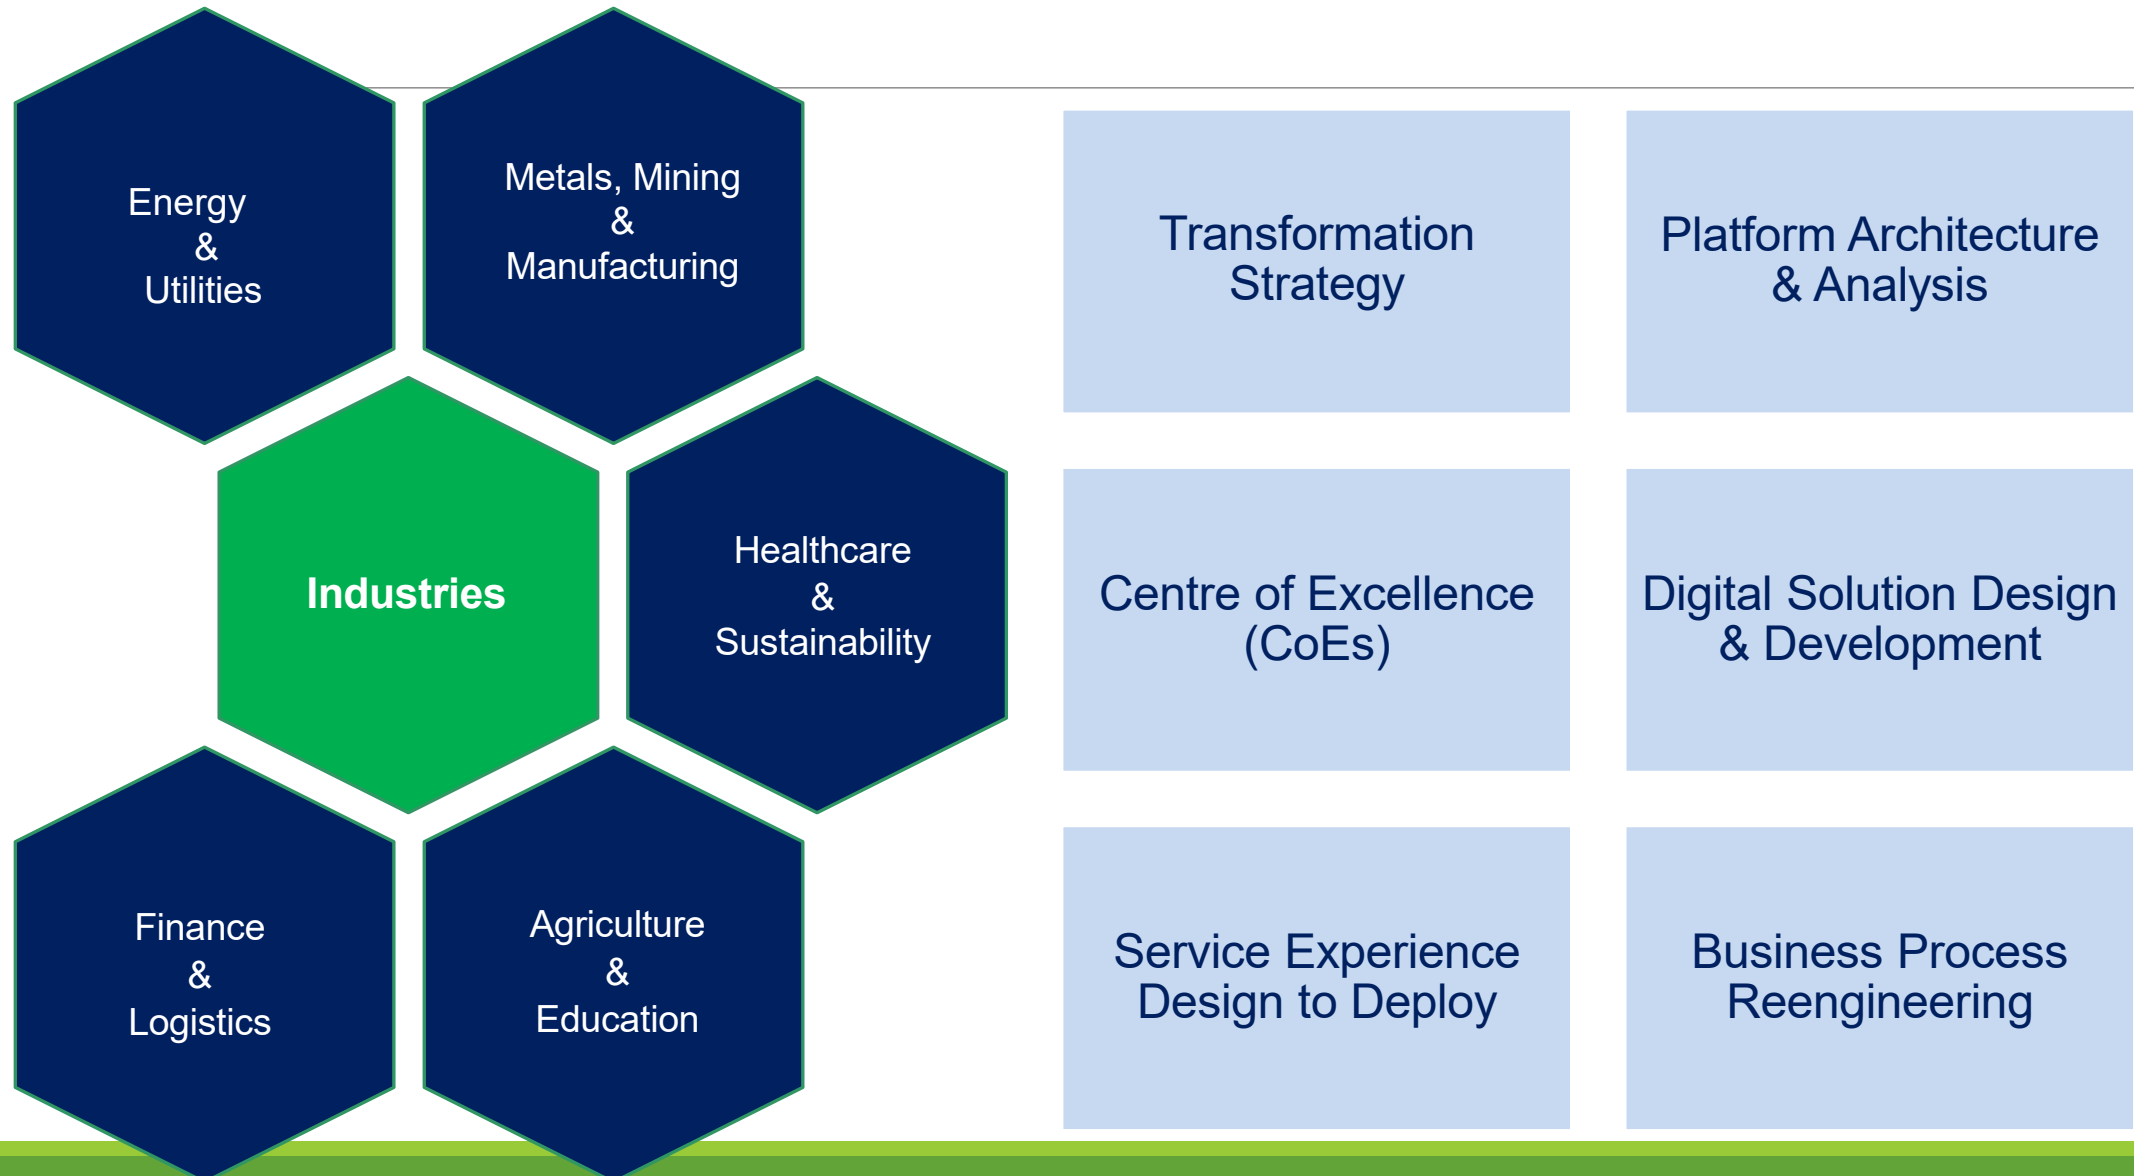 Energy
&
Utilities
Metals, Mining
&
Manufacturing
Industries
Healthcare
&
Sustainability
Finance
&
Logistics
Agriculture
&
Education
Transformation
Strategy
Platform Architecture
& Analysis
Centre of Excellence
(CoEs)
Digital Solution Design
& Development
Service Experience
Design to Deploy
Business Process
Reengineering